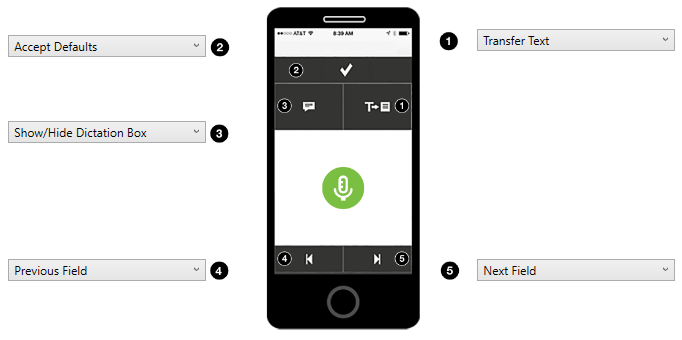 Accept Defaults 2
1 Transfer Text
AT&T 8:39 AM
2
3 T 1
Show/Hide Dictation Box 3
4 5
Previous Field 4
5 Next Field